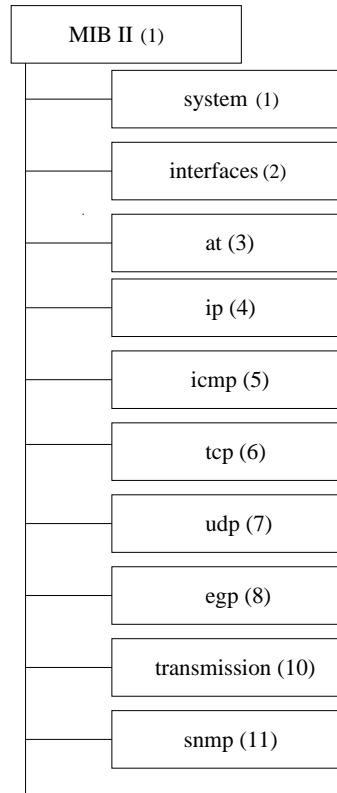 MIB II (1)
system (1)
interfaces (2)
at (3)
ip (4)
icmp (5)
tcp (6)
udp (7)
egp (8)
transmission (10)
snmp (11)